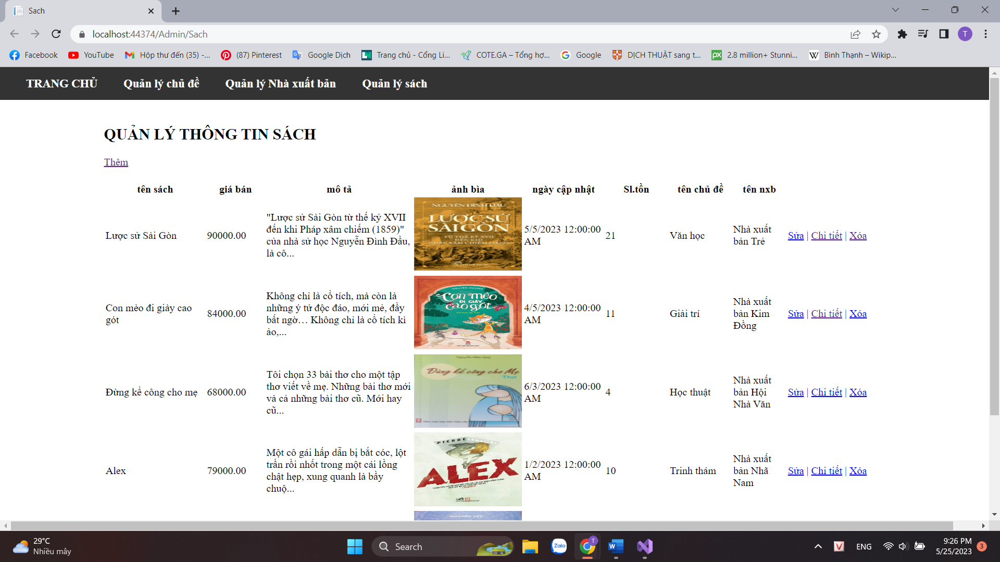 Sach
localhost:44374/Admin/Sach
T
Facebook
YouTube
Hộp thư đến (35) -...
(87) Pinterest
Google Dịch
Trang chủ - Cổng Li...
COTE.GA – Tổng hợ...
Google
DỊCH THUẬT sang t...
2.8 million+ Stunni...
Bình Thạnh – Wikip...
TRANG CHỦ
Quản lý chủ đề
Quản lý Nhà xuất bản
Quản lý sách
QUẢN LÝ THÔNG TIN SÁCH
Thêm
tên sách
giá bán
mô tả
ảnh bìa
ngày cập nhật
Sl.tồn
tên chủ đề
tên nxb
Lược sử Sài Gòn
90000.00
"Lược sử Sài Gòn từ thế kỷ XVII
đến khi Pháp xâm chiếm (1859)"
của nhà sử học Nguyễn Đình Đầu,
là cô...
NGUYỄN ĐÌNH ĐẦU
LƯỢC SỬ
SÀI GÒN
TỪ THẾ KỶ XVII
ĐẾN KHI
PHÁP XÂM CHIẾM (1859)
5/5/2023 12:00:00
AM
21
Văn học
Nhà xuất
bản Trẻ
Sửa | Chi tiết | Xóa
Con mèo đi giày cao
gót
84000.00
Không chỉ là cổ tích, mà còn là
những ý tứ độc đáo, mới mẻ, đầy
bất ngờ… Không chỉ là cổ tích kì
ảo,...
Con mèo
ĐI GIÀY
cao gót
4/5/2023 12:00:00
AM
11
Giải trí
Nhà xuất
bản Kim
Đồng
Sửa | Chi tiết | Xóa
Đừng kể công cho mẹ
68000.00
Tôi chọn 33 bài thơ cho một tập
thơ viết về mẹ. Những bài thơ mới
và cả những bài thơ cũ. Mới hay
cũ...
Đừng kể công cho Mẹ
Thơ
6/3/2023 12:00:00
AM
4
Học thuật
Nhà xuất
bản Hội
Nhà Văn
Sửa | Chi tiết | Xóa
Alex
79000.00
Một cô gái hấp dẫn bị bắt cóc, lột
trần rồi nhốt trong một cái lồng
chật hẹp, xung quanh là bầy
chuộ...
PIERRE LEMAITRE
ALEX
1/2/2023 12:00:00
AM
10
Trinh thám
Nhà xuất
bản Nhã
Nam
Sửa | Chi tiết | Xóa
29°C
Nhiều mây
Search
Zalo
T
ENG
9:26 PM
5/25/2023
3